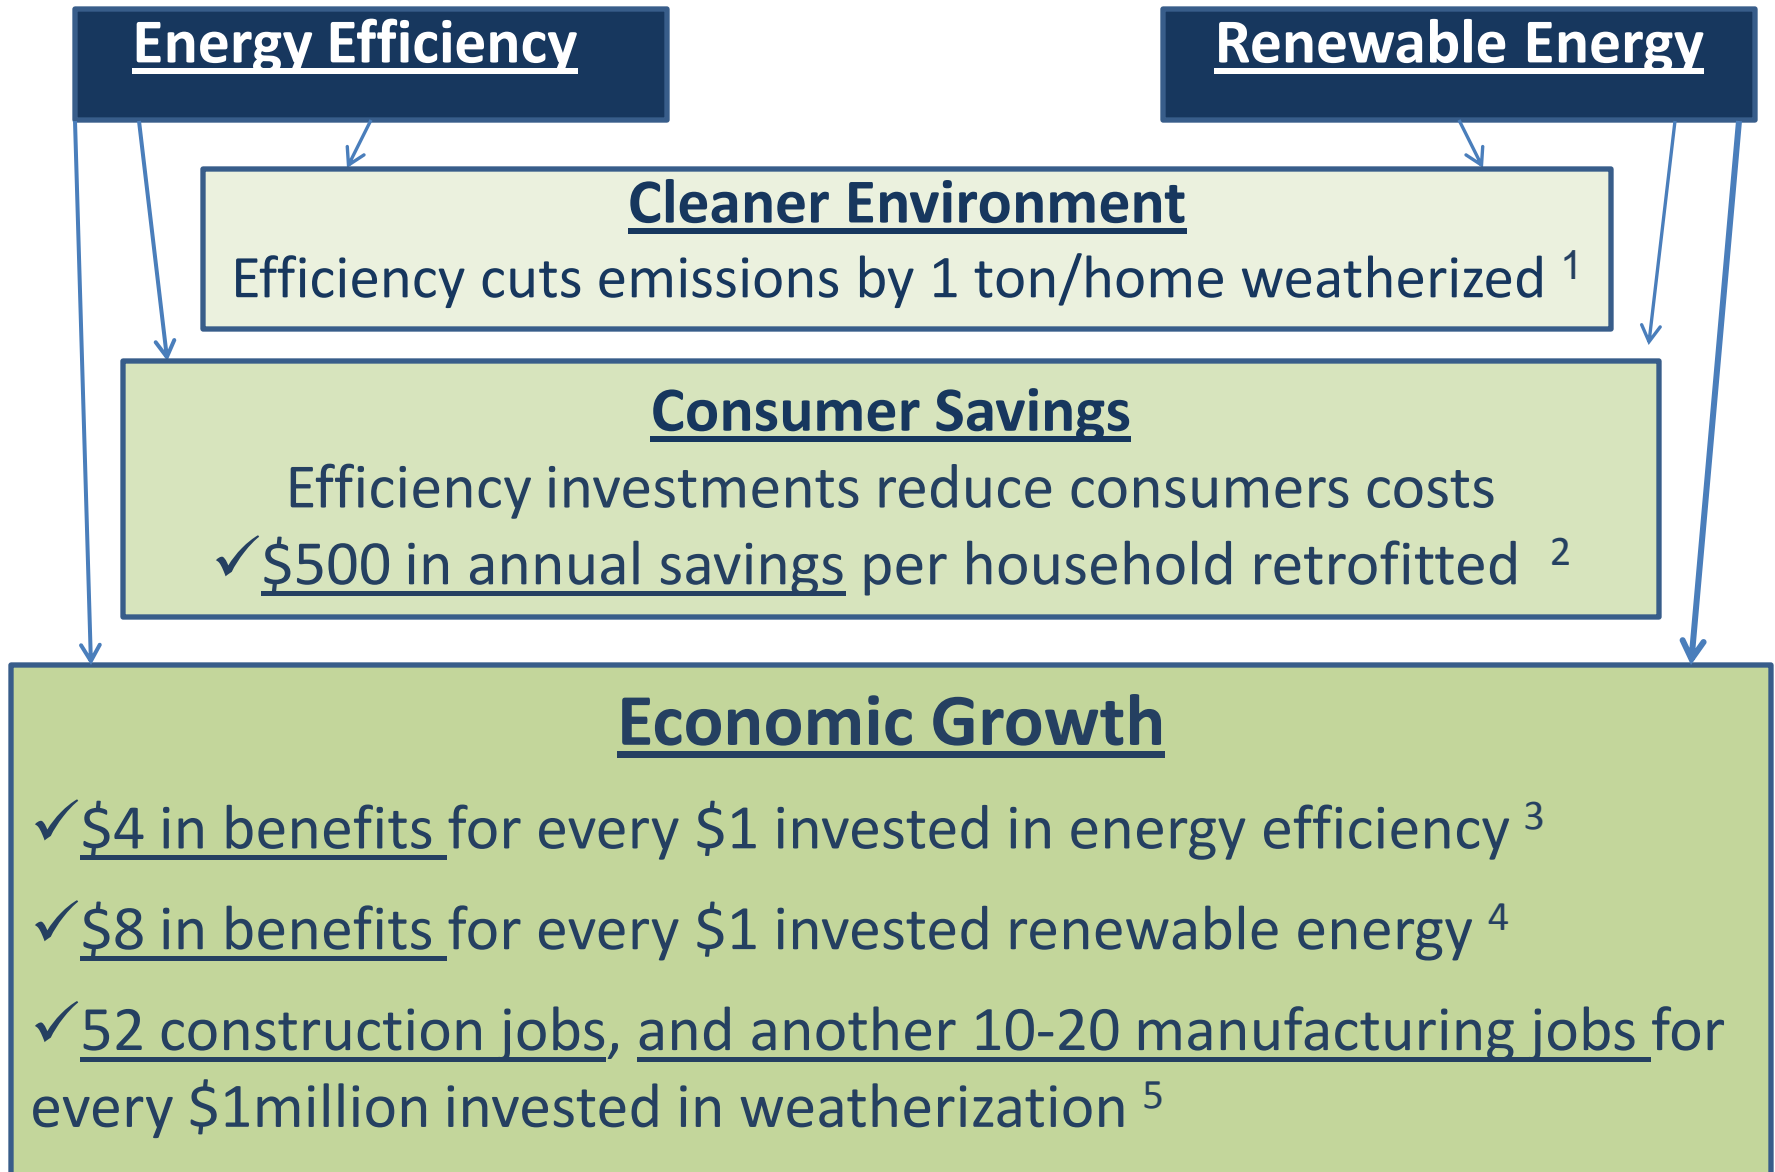 Energy Efficiency
Renewable Energy
Cleaner Environment
Efficiency cuts emissions by 1 ton/home weatherized 1
Consumer Savings
Efficiency investments reduce consumers costs
✓$500 in annual savings per household retrofitted 2
Economic Growth
✓$4 in benefits for every $1 invested in energy efficiency 3
✓$8 in benefits for every $1 invested renewable energy 4
✓52 construction jobs, and another 10-20 manufacturing jobs for
every $1million invested in weatherization 5